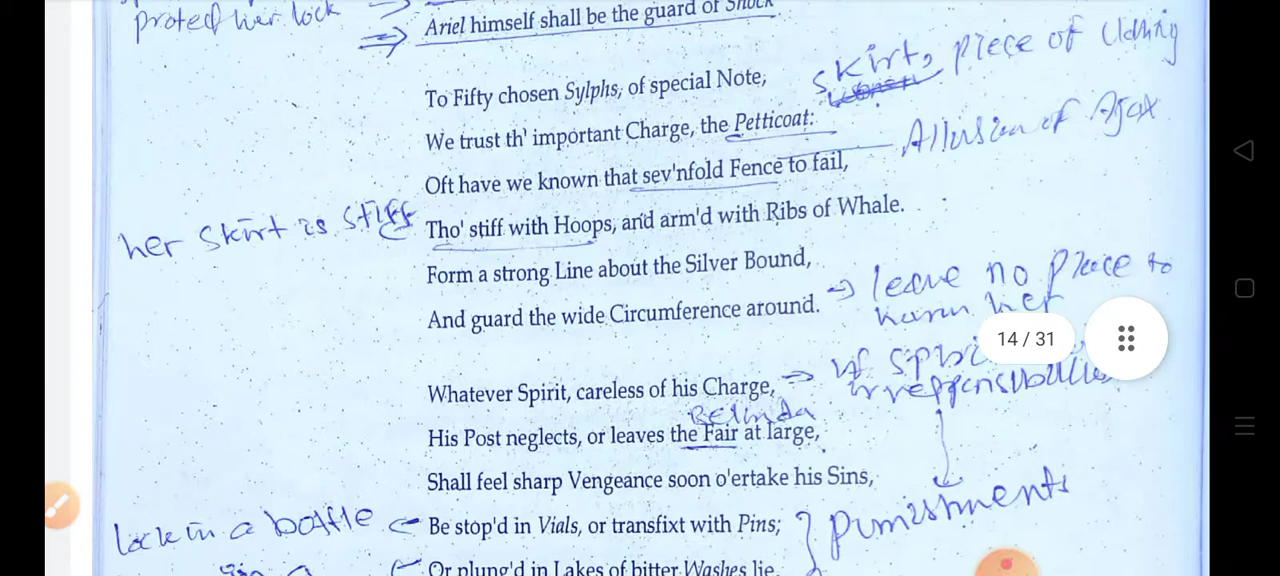 protect her lock
Ariel himself shall be the guard of Shock
To Fifty chosen Sylphs, of special Note,
skirt, piece of clothing
We trust th' important Charge, the Petticoat:
Allusion of Ajax
Oft have we known that sev'nfold Fence to fail,
her skirt is stiff
Tho' stiff with Hoops, and arm'd with Ribs of Whale.
Form a strong Line about the Silver Bound,
leave no place to
harm her
And guard the wide Circumference around.
14 / 31
Whatever Spirit, careless of his Charge,
If
Belinda
His Post neglects, or leaves the Fair at large,
Shall feel sharp Vengeance soon o'ertake his Sins,
lock in a bottle
Be stop'd in Vials, or transfixt with Pins;
punishments
Or plung'd in Lakes of bitter Washes lie,